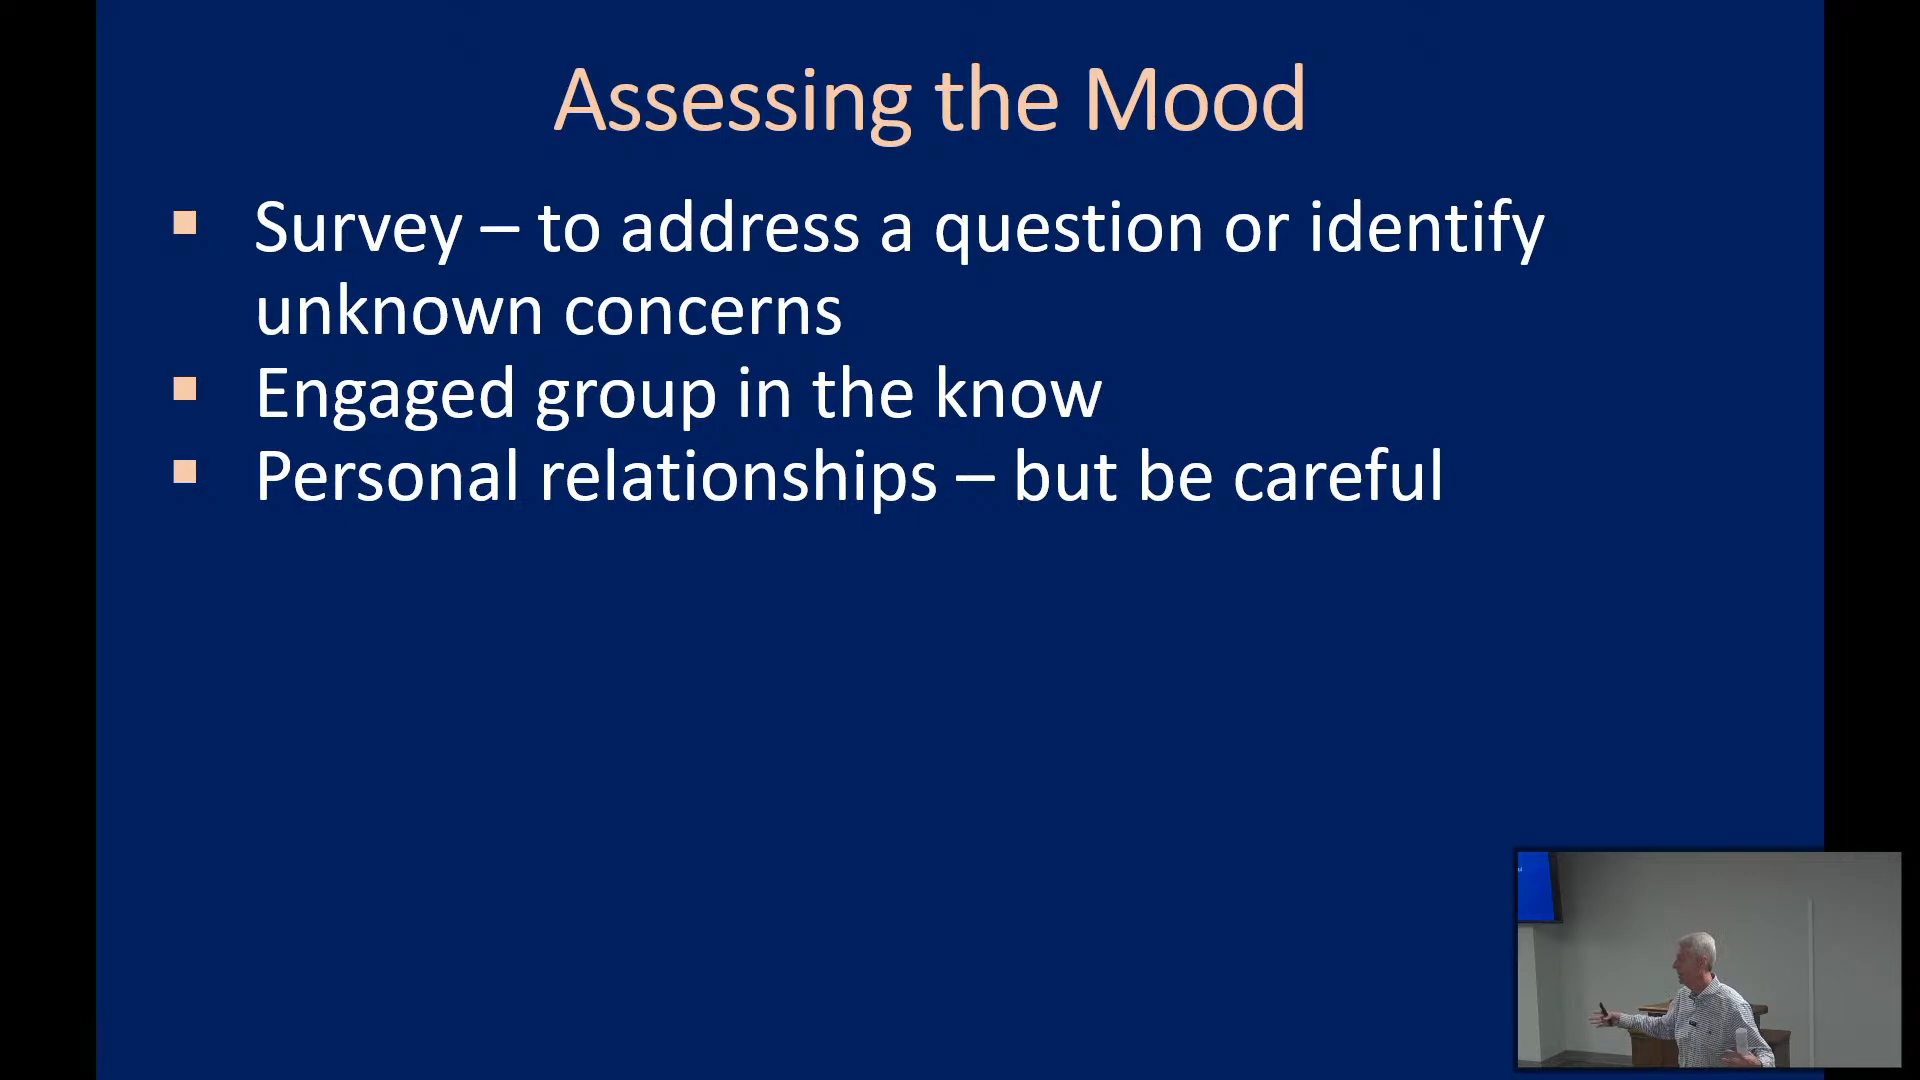 Assessing the Mood
▪ Survey – to address a question or identify
unknown concerns
▪ Engaged group in the know
▪ Personal relationships – but be careful